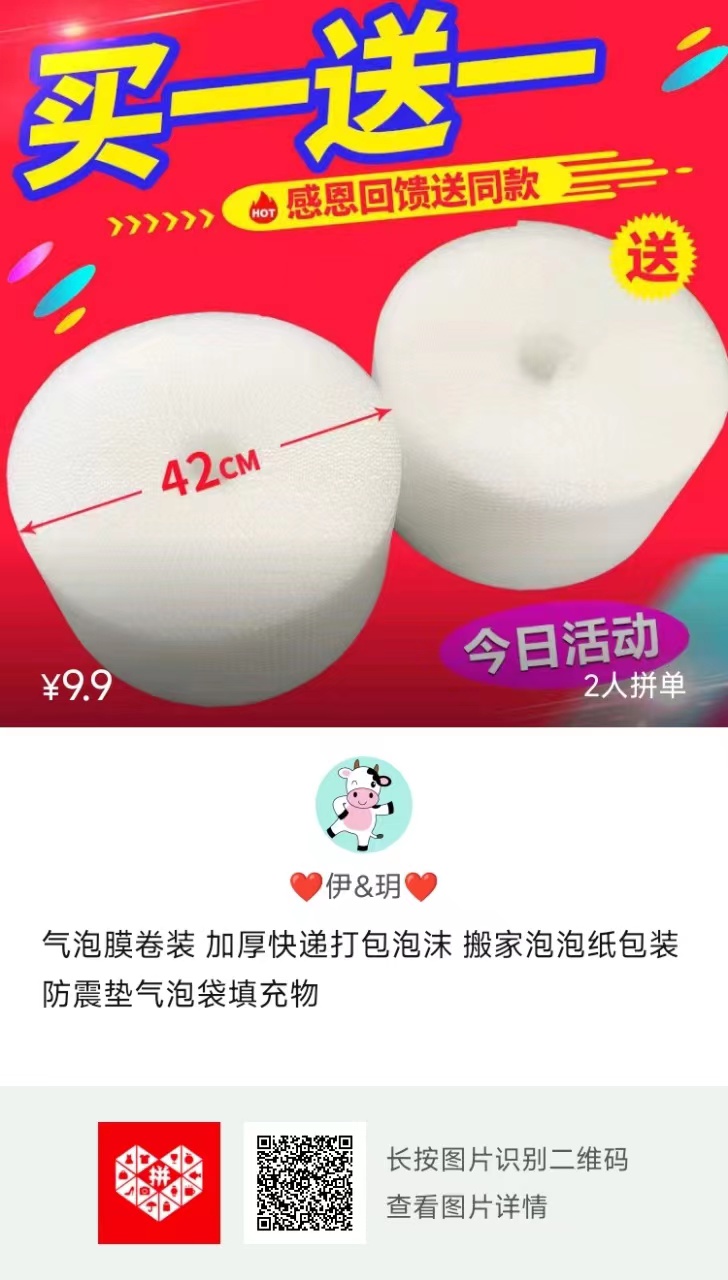 买一送一
HOT 感恩回馈送同款
送
42CM
今日活动
¥9.9
2人拼单
❤️伊&玥❤️
气泡膜卷装 加厚快递打包泡沫 搬家泡泡纸包装
防震垫气泡袋填充物
拼
长按图片识别二维码
查看图片详情